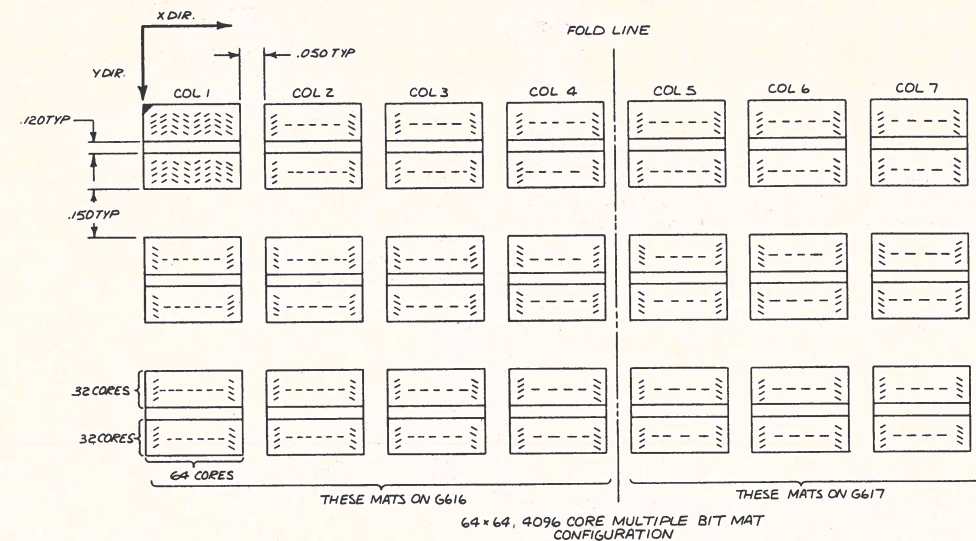 X DIR.
FOLD LINE
.050 TYP
Y DIR.
COL 1
COL 2
COL 3
COL 4
COL 5
COL 6
COL 7
.120 TYP
.150 TYP
32 CORES
32 CORES
64 CORES
THESE MATS ON G616
THESE MATS ON G617
64 × 64, 4096 CORE MULTIPLE BIT MAT
CONFIGURATION